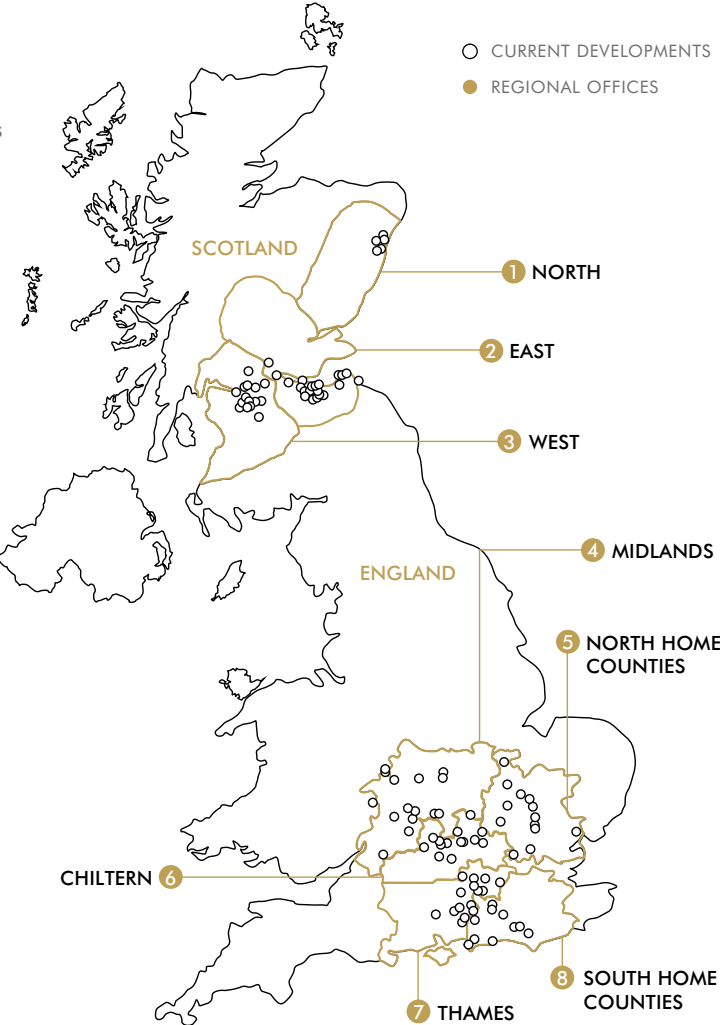 CURRENT DEVELOPMENTS
REGIONAL OFFICES
S
SCOTLAND
1 NORTH
2 EAST
3 WEST
4 MIDLANDS
ENGLAND
5 NORTH HOME
COUNTIES
CHILTERN 6
8 SOUTH HOME
COUNTIES
7 THAMES